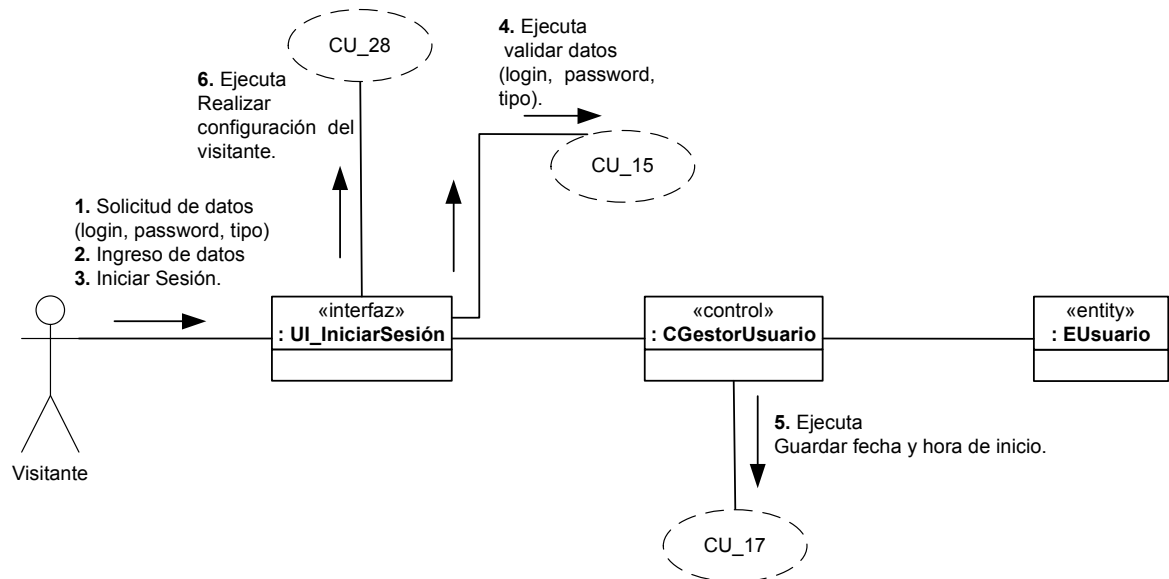 CU_28
4. Ejecuta
validar datos
(login, password,
tipo).
6. Ejecuta
Realizar
configuración del
visitante.
CU_15
1. Solicitud de datos
(login, password, tipo)
2. Ingreso de datos
3. Iniciar Sesión.
«interfaz»
: UI_IniciarSesión
«control»
: CGestorUsuario
«entity»
: EUsuario
5. Ejecuta
Guardar fecha y hora de inicio.
Visitante
CU_17